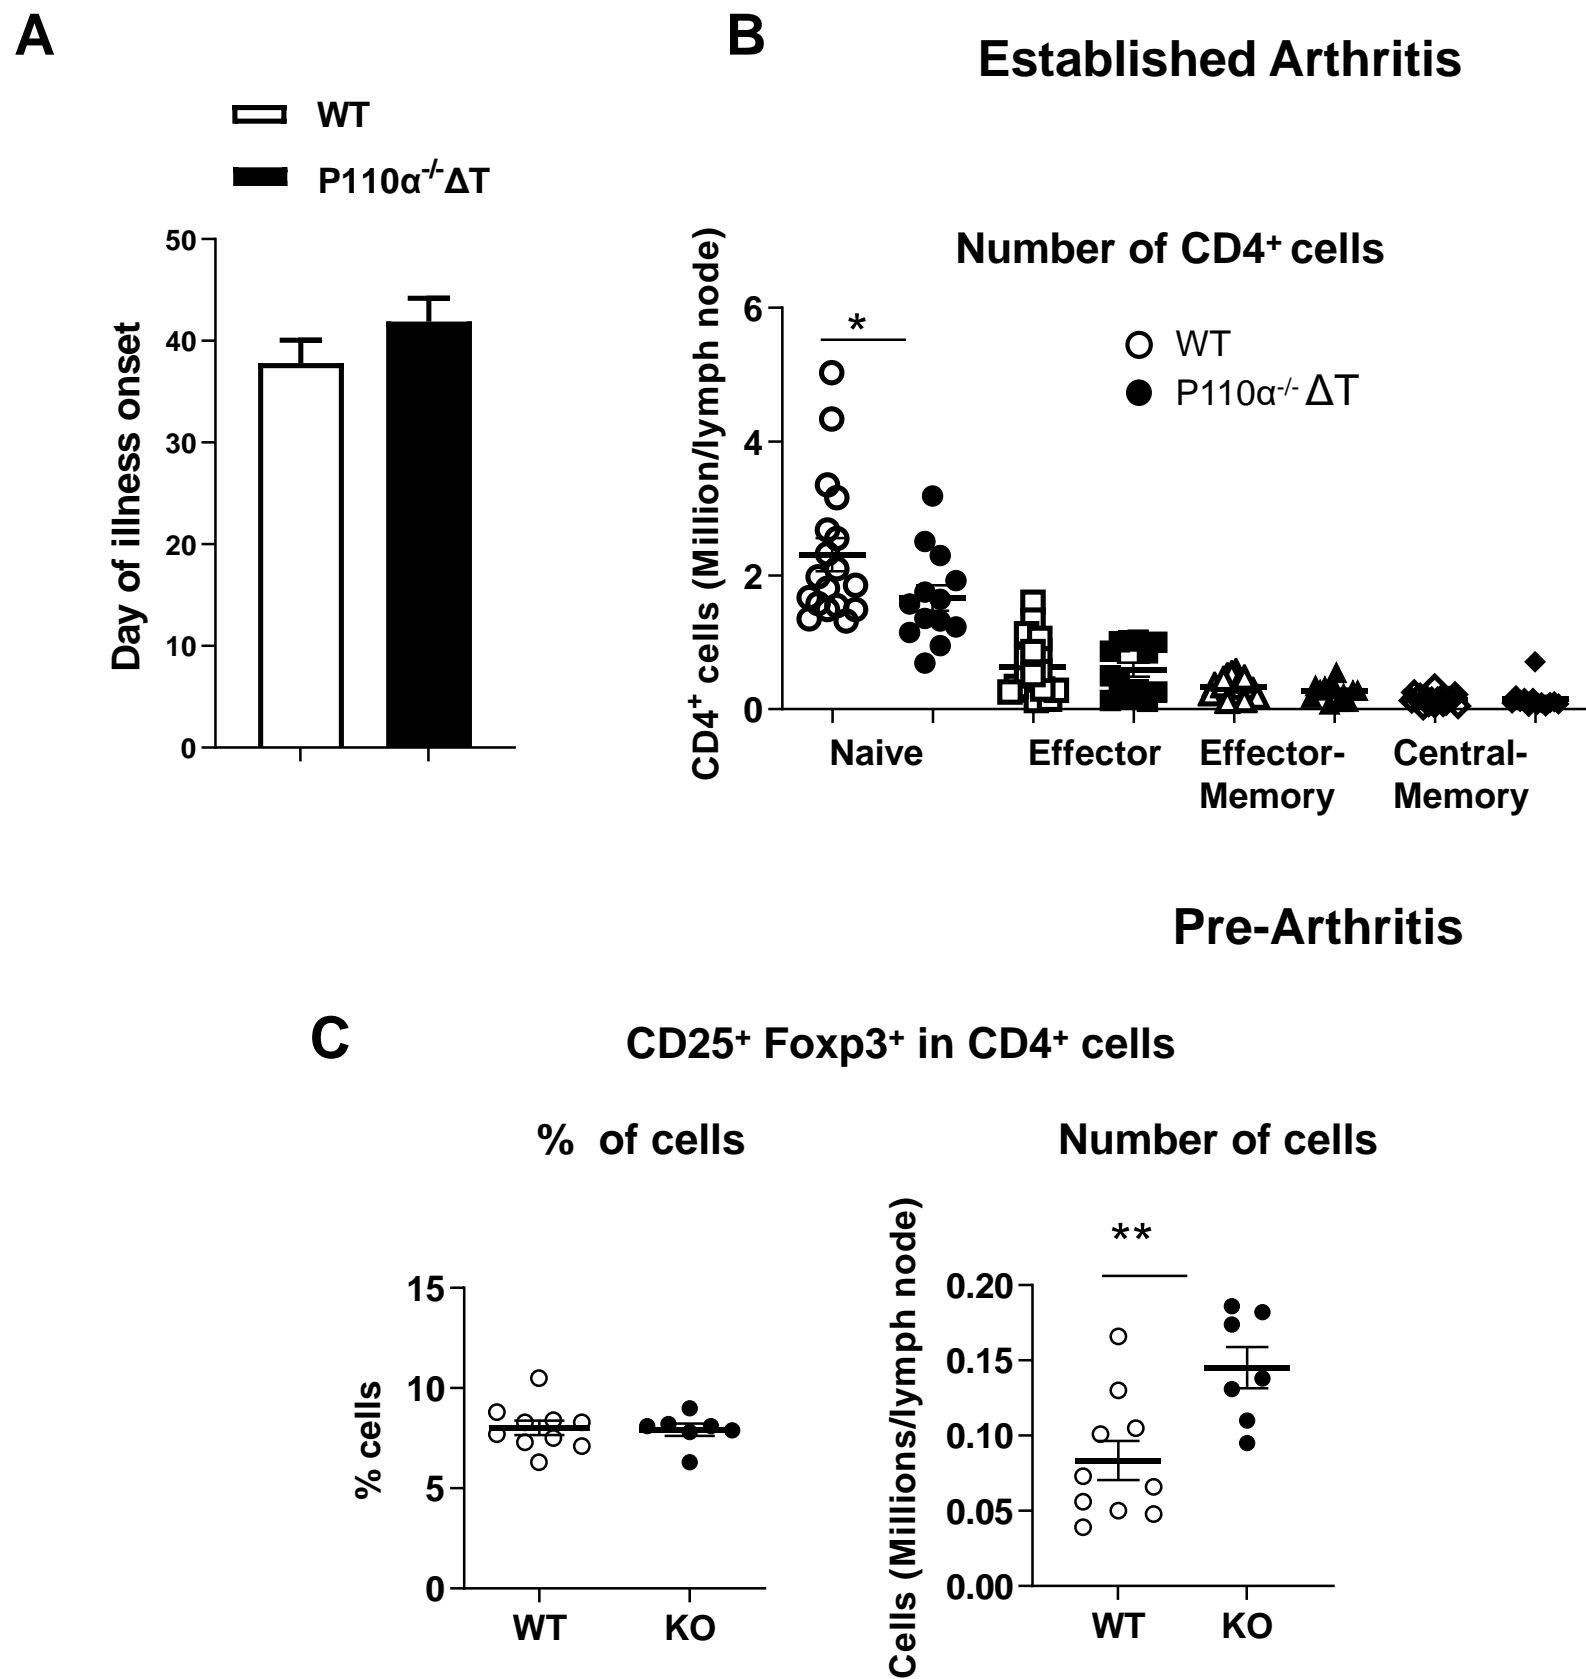 A
WT
P110α-/-ΔT
Day of illness onset
50
40
30
20
10
0
B
Established Arthritis
Number of CD4+ cells
WT
P110α-/- ΔT
*
CD4+ cells (Million/lymph node)
6
4
2
0
Naive
Effector
Effector-
Memory
Central-
Memory
Pre-Arthritis
C
CD25+ Foxp3+ in CD4+ cells
% of cells
% cells
15
10
5
0
WT
KO
Number of cells
**
Cells (Millions/lymph node)
0.20
0.15
0.10
0.05
0.00
WT
KO